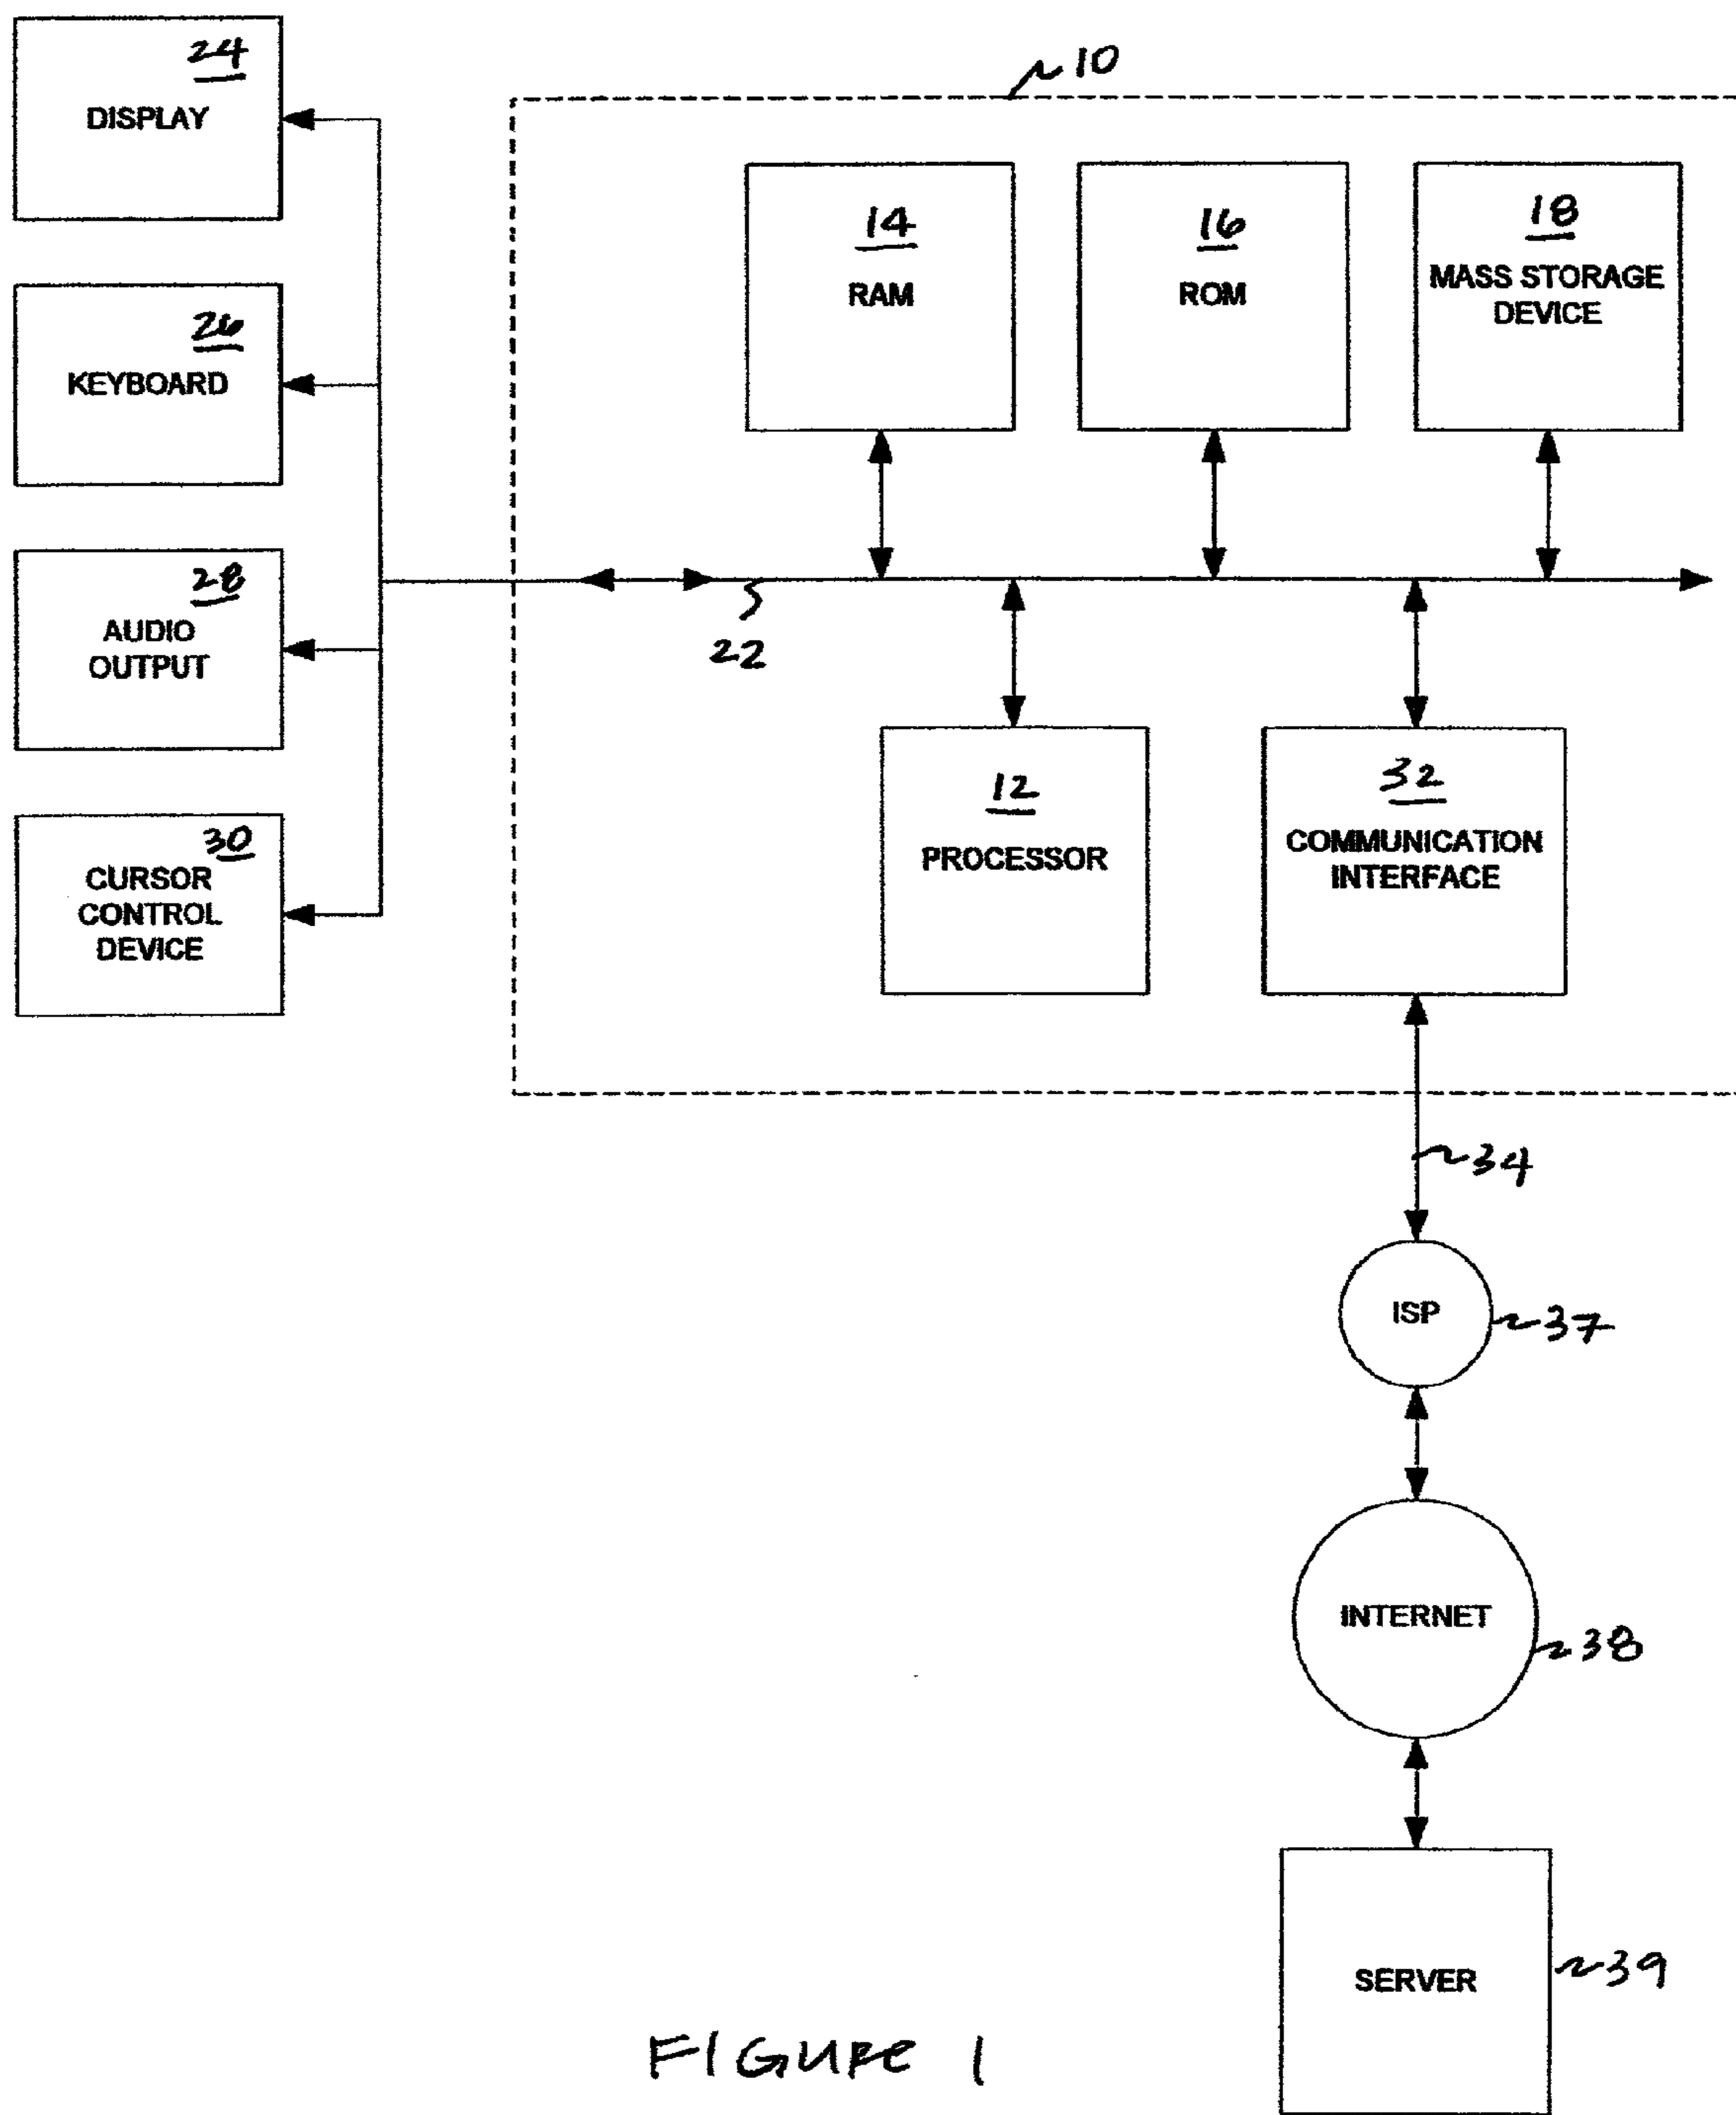 10
24
DISPLAY
14
RAM
16
ROM
18
MASS STORAGE
DEVICE
26
KEYBOARD
28
AUDIO
OUTPUT
22
30
CURSOR
CONTROL
DEVICE
12
PROCESSOR
32
COMMUNICATION
INTERFACE
34
ISP
37
INTERNET
38
SERVER
39
FIGURE 1